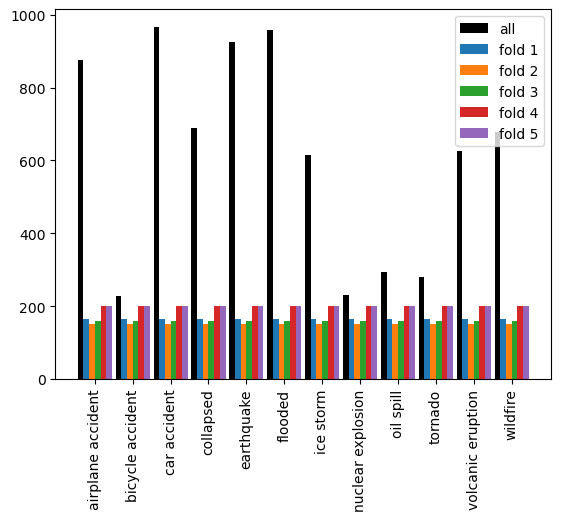 1000
800
600
400
200
0
all
fold 1
fold 2
fold 3
fold 4
fold 5
airplane accident
bicycle accident
car accident
collapsed
earthquake
flooded
ice storm
nuclear explosion
oil spill
tornado
volcanic eruption
wildfire